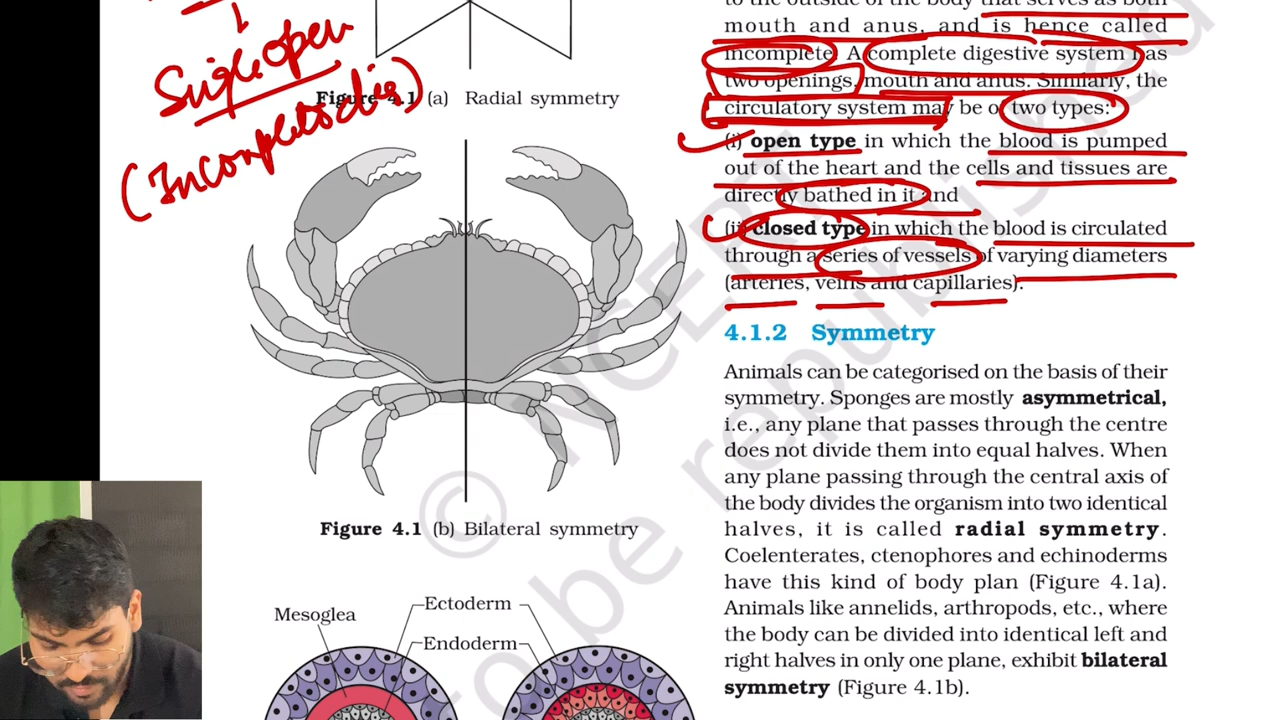 Single open
(Incomplete dig)
Figure 4.1 (a) Radial symmetry
Figure 4.1 (b) Bilateral symmetry
Mesoglea
Ectoderm
Endoderm
to the outside of the body that serves as both
mouth and anus, and is hence called
incomplete. A complete digestive system has
two openings, mouth and anus. Similarly, the
circulatory system may be of two types:
(i) open type in which the blood is pumped
out of the heart and the cells and tissues are
directly bathed in it and
(ii) closed type in which the blood is circulated
through a series of vessels of varying diameters
(arteries, veins and capillaries).
4.1.2 Symmetry
Animals can be categorised on the basis of their
symmetry. Sponges are mostly asymmetrical,
i.e., any plane that passes through the centre
does not divide them into equal halves. When
any plane passing through the central axis of
the body divides the organism into two identical
halves, it is called radial symmetry.
Coelenterates, ctenophores and echinoderms
have this kind of body plan (Figure 4.1a).
Animals like annelids, arthropods, etc., where
the body can be divided into identical left and
right halves in only one plane, exhibit bilateral
symmetry (Figure 4.1b).
© NCERT
to be republished